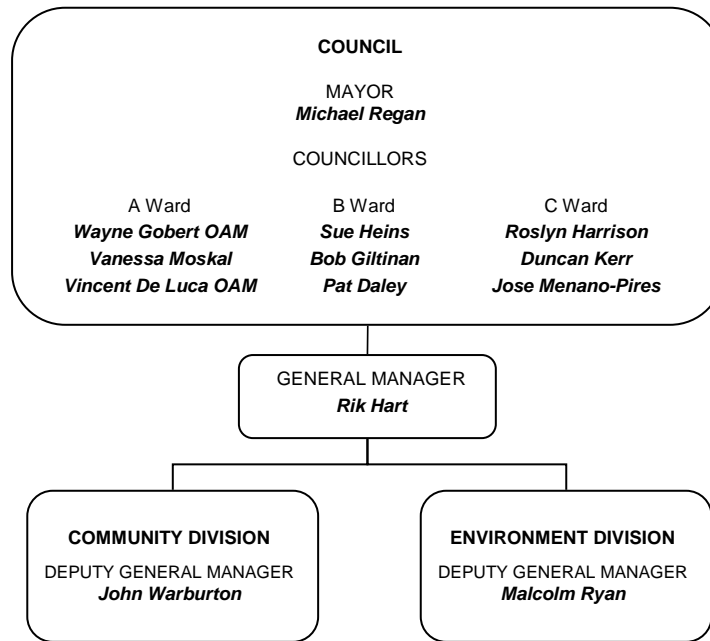 COUNCIL
MAYOR
Michael Regan
COUNCILLORS
A Ward
Wayne Gobert OAM
Vanessa Moskal
Vincent De Luca OAM
B Ward
Sue Heins
Bob Giltinan
Pat Daley
C Ward
Roslyn Harrison
Duncan Kerr
Jose Menano-Pires
GENERAL MANAGER
Rik Hart
COMMUNITY DIVISION
DEPUTY GENERAL MANAGER
John Warburton
ENVIRONMENT DIVISION
DEPUTY GENERAL MANAGER
Malcolm Ryan